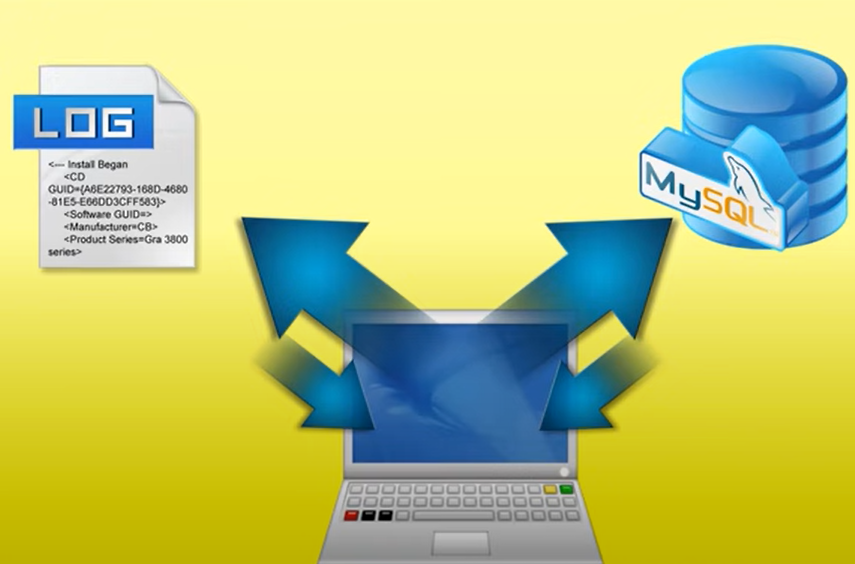 LOG
<--- Install Began
<CD
GUID={A6E22793-168D-4680
-81E5-E66DD3CFF583}>
<Software GUID=>
<Manufacturer=CB>
<Product Series=Gra 3800
series>
MySQL